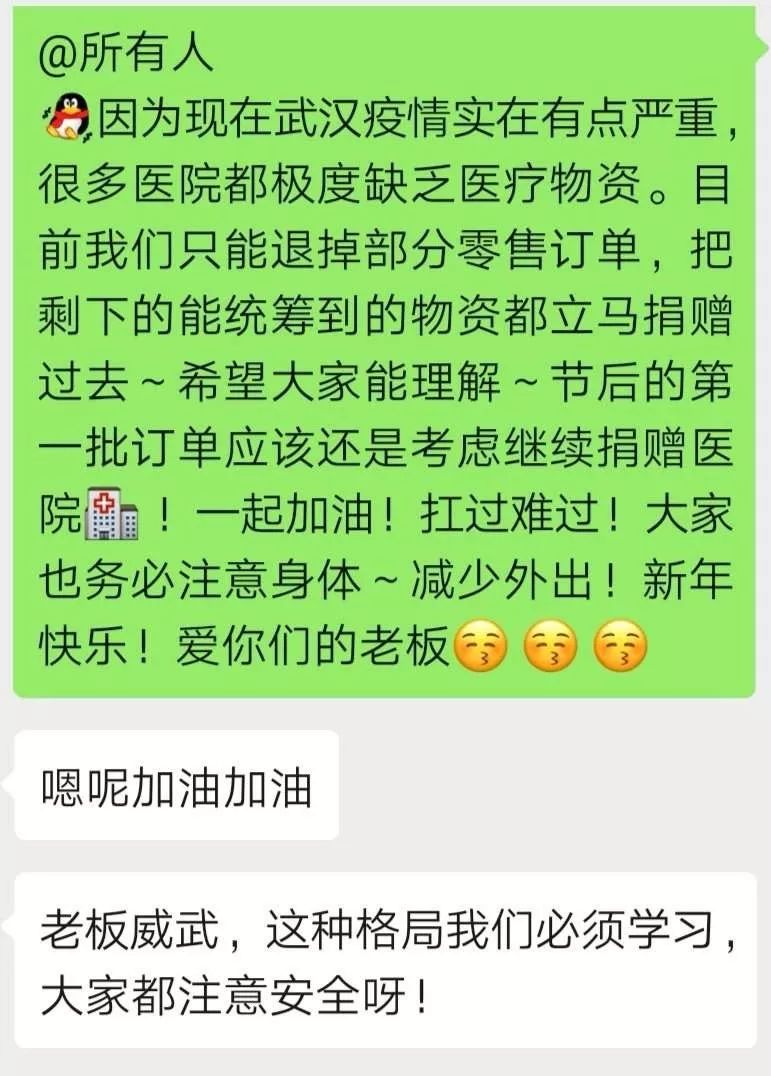 @所有人
因为现在武汉疫情实在有点严重，
很多医院都极度缺乏医疗物资。目
前我们只能退掉部分零售订单，把
剩下的能统筹到的物资都立马捐赠
过去～希望大家能理解～节后的第
一批订单应该还是考虑继续捐赠医
院🏥！一起加油！扛过难过！大家
也务必注意身体～减少外出！新年
快乐！爱你们的老板😚😚😚
嗯呢加油加油
老板威武，这种格局我们必须学习，
大家都注意安全呀！